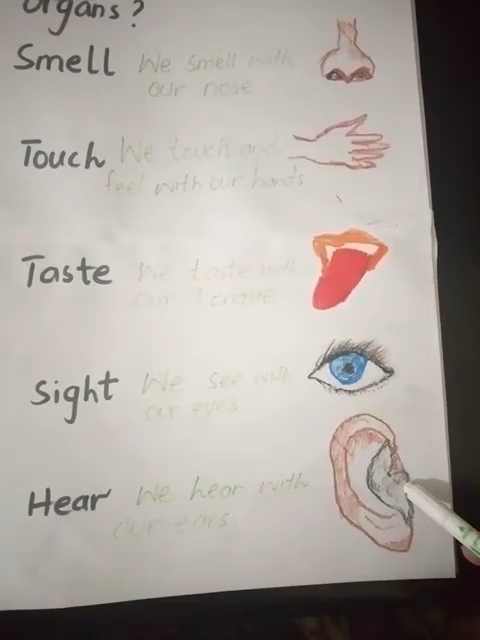 organs?
Smell We smell with
our nose
Touch We touch and
feel with our hands
Taste We taste with
our tongue
Sight We see with
our eyes
Hear We hear with
our ears